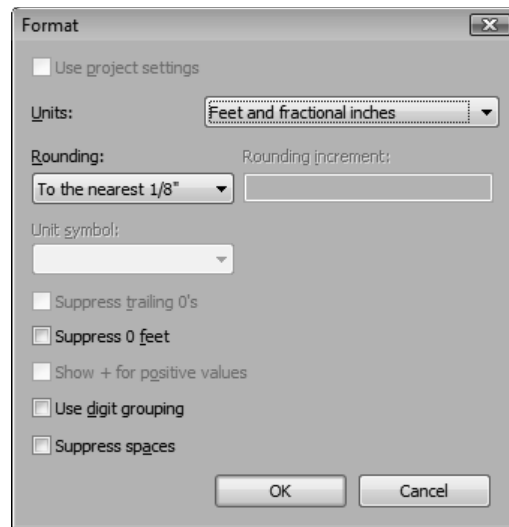 Format
Use project settings
Units: Feet and fractional inches
Rounding: Rounding increment:
To the nearest 1/8"
Unit symbol:
Suppress trailing 0's
Suppress 0 feet
Show + for positive values
Use digit grouping
Suppress spaces
OK Cancel